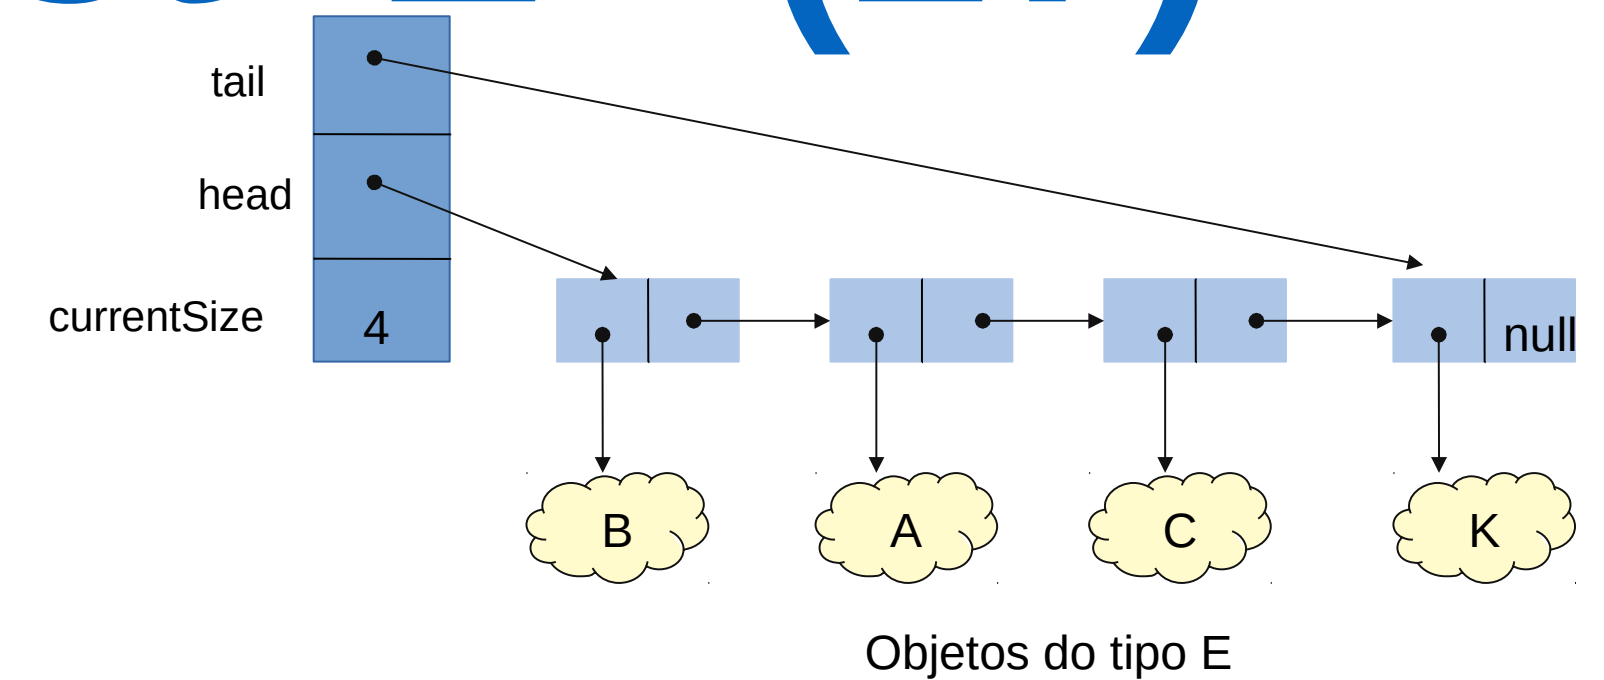 tail
head
currentSize
4
null
B
A
C
K
Objetos do tipo E